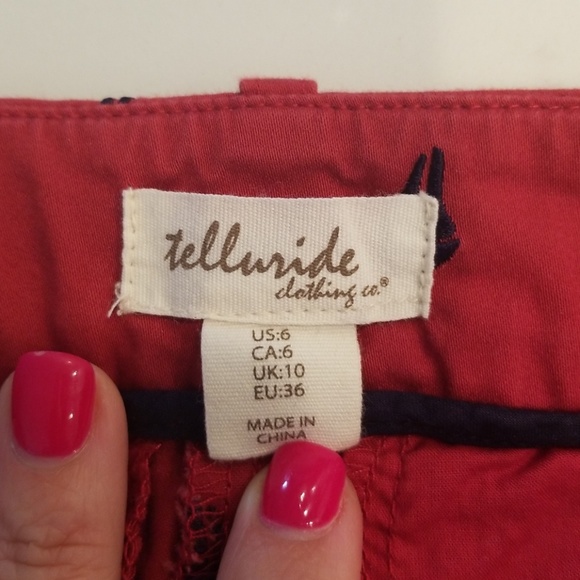 telluride
clothing co.®
US:6
CA:6
UK:10
EU:36
MADE IN
CHINA